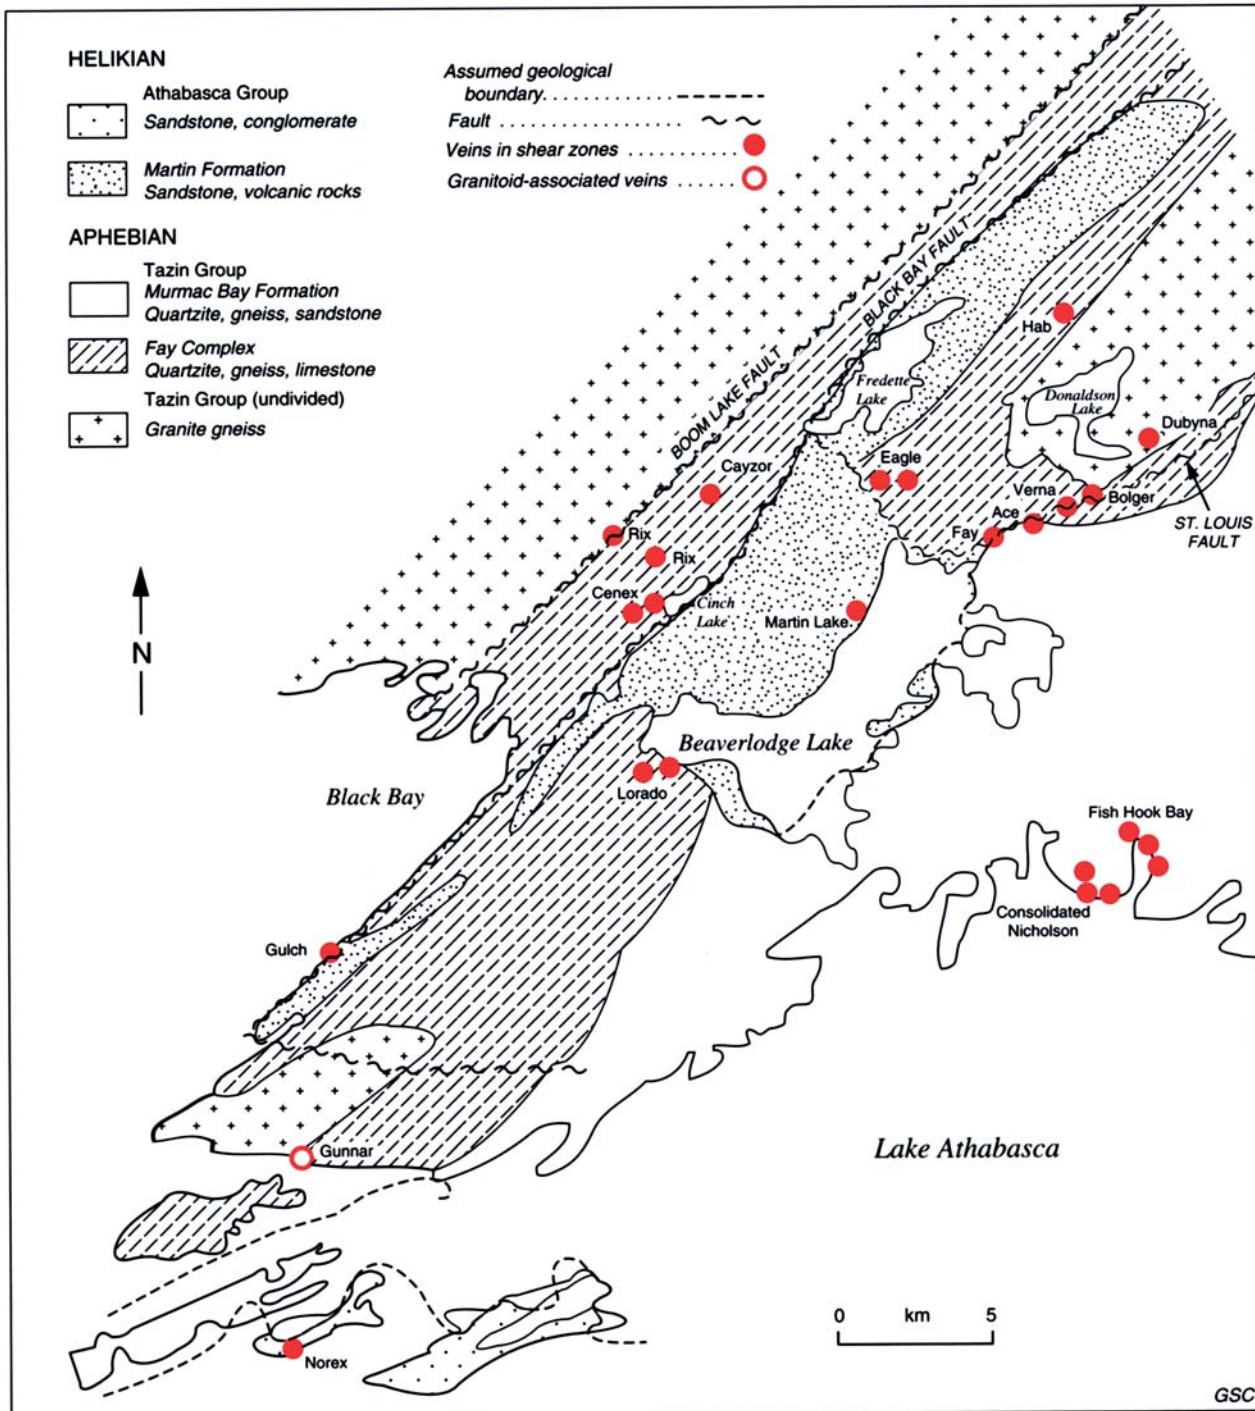 HELIKIAN
Athabasca Group
Sandstone, conglomerate
Martin Formation
Sandstone, volcanic rocks
APHEBIAN
Tazin Group
Murmac Bay Formation
Quartzite, gneiss, sandstone
Fay Complex
Quartzite, gneiss, limestone
Tazin Group (undivided)
Granite gneiss
Assumed geological
boundary
Fault
Veins in shear zones
Granitoid-associated veins
BOOM LAKE FAULT
BLACK BAY FAULT
Hab
Fredette
Lake
Donaldson
Lake
Dubyna
Eagle
Cayzor
Verna
Bolger
Ace
Fay
ST. LOUIS
FAULT
Rix
Rix
Cenex
Cinch
Lake
Martin Lake
N
Beaverlodge Lake
Black Bay
Lorado
Fish Hook Bay
Consolidated
Nicholson
Gulch
Lake Athabasca
Gunnar
0 km 5
Norex
GSC